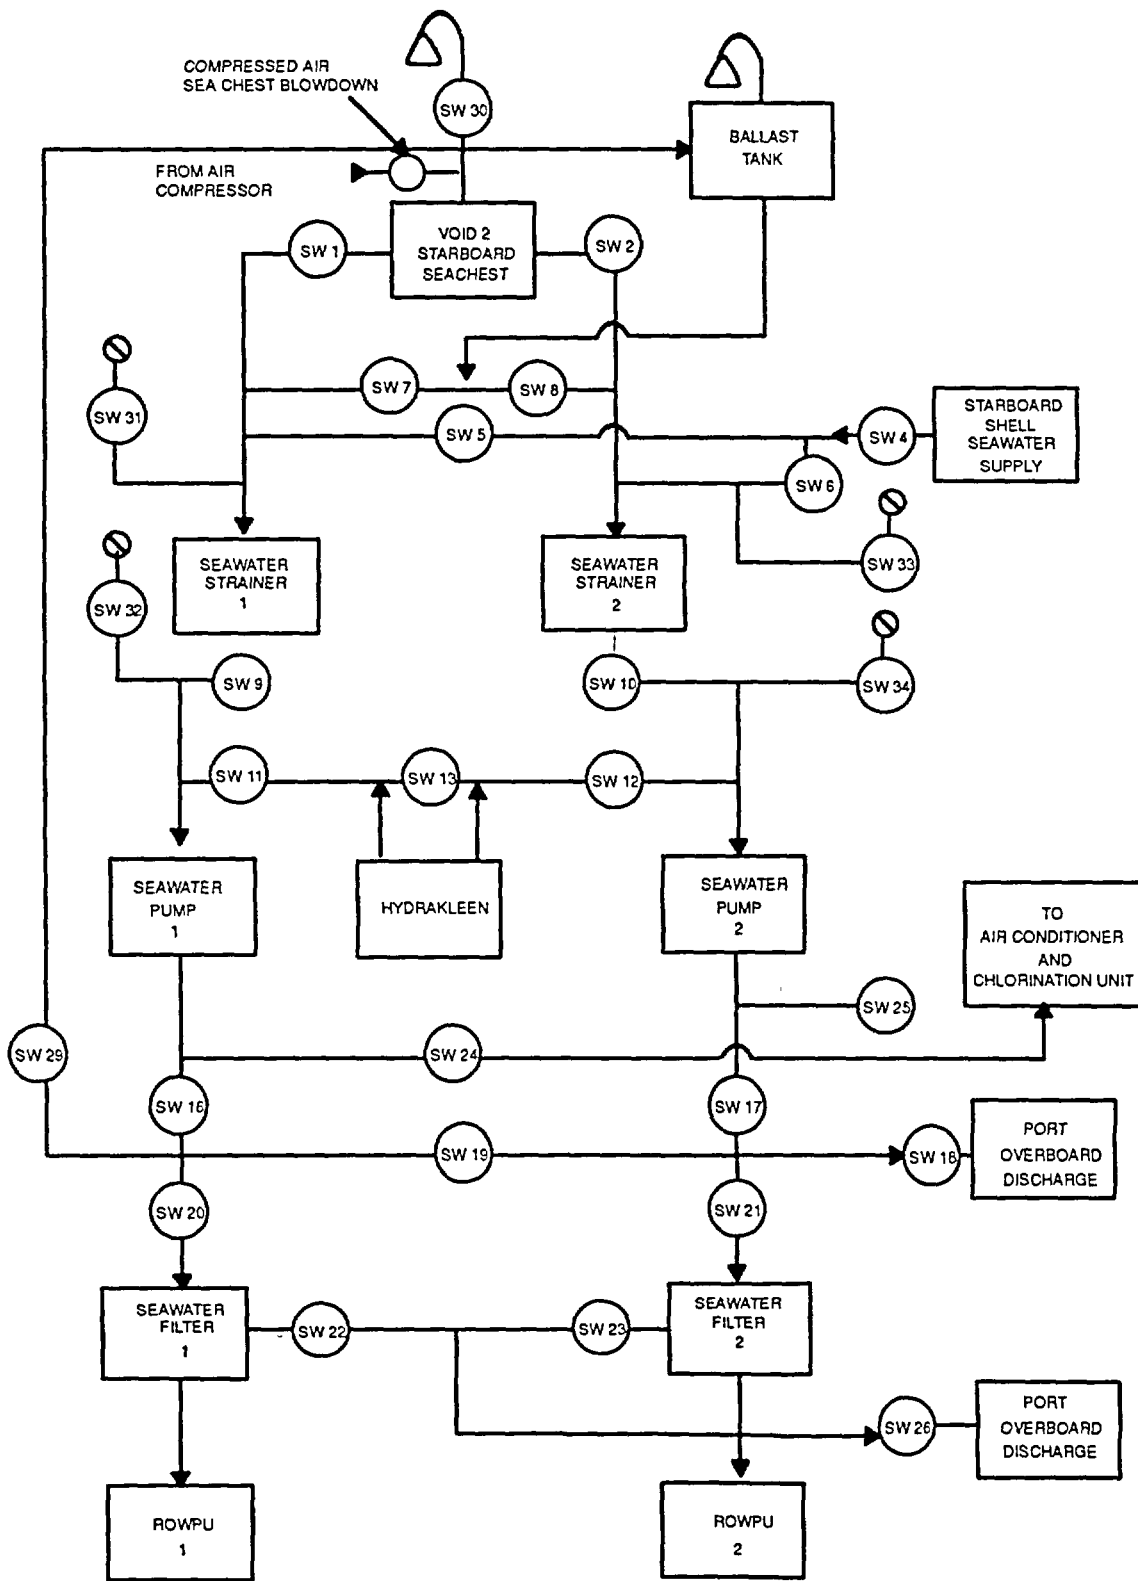 COMPRESSED AIR
SEA CHEST BLOWDOWN
SW 30
BALLAST
TANK
FROM AIR
COMPRESSOR
SW 1
VOID 2
STARBOARD
SEACHEST
SW 2
SW 7
SW 8
SW 31
SW 5
SW 4
STARBOARD
SHELL
SEAWATER
SUPPLY
SW 6
SEAWATER
STRAINER
1
SEAWATER
STRAINER
2
SW 33
SW 32
SW 9
SW 10
SW 34
SW 11
SW 13
SW 12
SEAWATER
PUMP
1
HYDRAKLEEN
SEAWATER
PUMP
2
TO
AIR CONDITIONER
AND
CHLORINATION UNIT
SW 25
SW 29
SW 24
SW 16
SW 17
SW 19
SW 18
PORT
OVERBOARD
DISCHARGE
SW 20
SW 21
SEAWATER
FILTER
1
SW 22
SW 23
SEAWATER
FILTER
2
SW 26
PORT
OVERBOARD
DISCHARGE
ROWPU
1
ROWPU
2